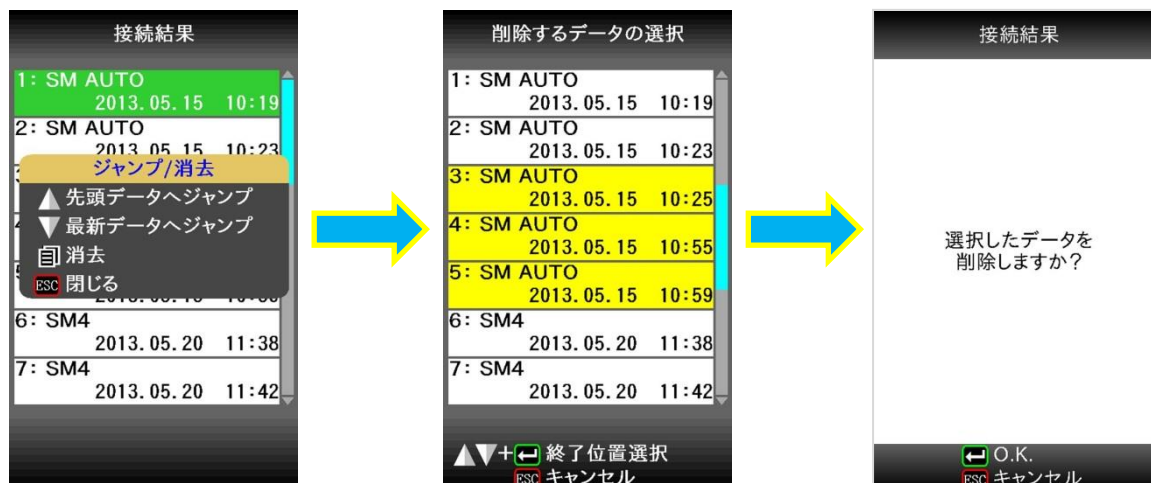 接続結果
1: SM AUTO
2013.05.15 10:19
2: SM AUTO
2013.05.15 10:23
ジャンプ/消去
先頭データへジャンプ
最新データへジャンプ
消去
ESC 閉じる
6: SM4
2013.05.20 11:38
7: SM4
2013.05.20 11:42
削除するデータの選択
1: SM AUTO
2013.05.15 10:19
2: SM AUTO
2013.05.15 10:23
3: SM AUTO
2013.05.15 10:25
4: SM AUTO
2013.05.15 10:55
5: SM AUTO
2013.05.15 10:59
6: SM4
2013.05.20 11:38
7: SM4
2013.05.20 11:42
+ 終了位置選択
ESC キャンセル
接続結果
選択したデータを
削除しますか?
O.K.
ESC キャンセル